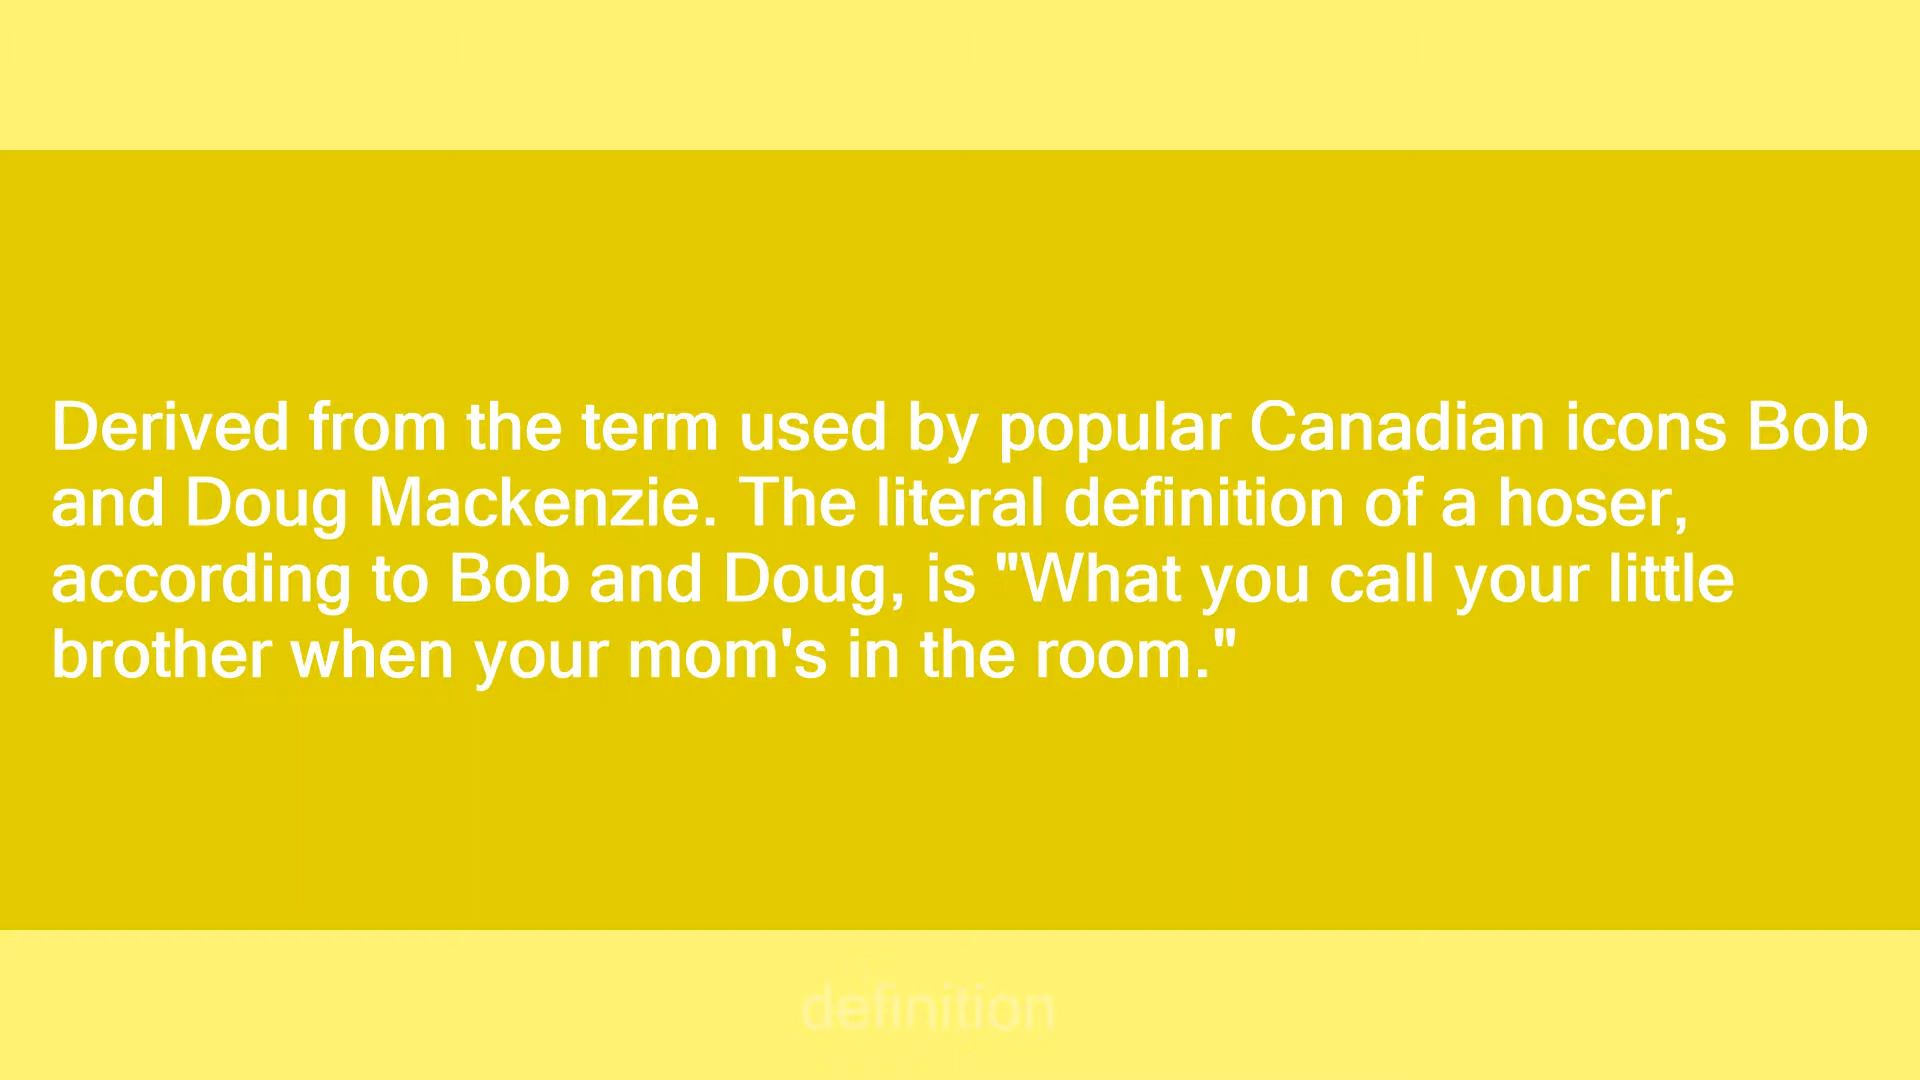 Derived from the term used by popular Canadian icons Bob
and Doug Mackenzie. The literal definition of a hoser,
according to Bob and Doug, is "What you call your little
brother when your mom's in the room."
definition